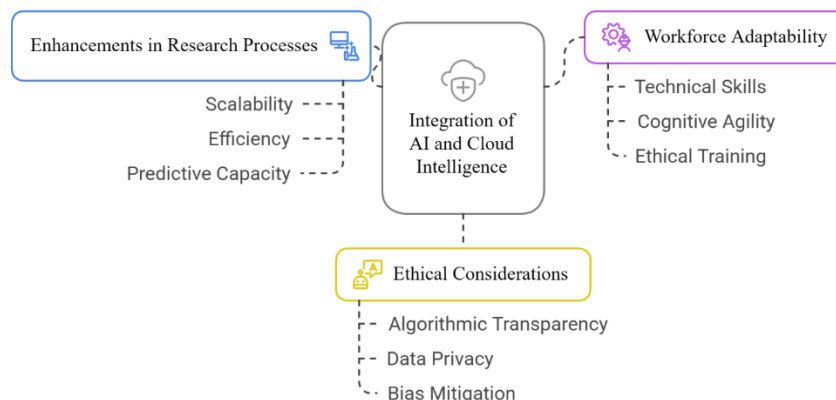 Enhancements in Research Processes
Scalability
Efficiency
Predictive Capacity
Integration of
AI and Cloud
Intelligence
Workforce Adaptability
Technical Skills
Cognitive Agility
Ethical Training
A
Ethical Considerations
Algorithmic Transparency
Data Privacy
Bias Mitigation